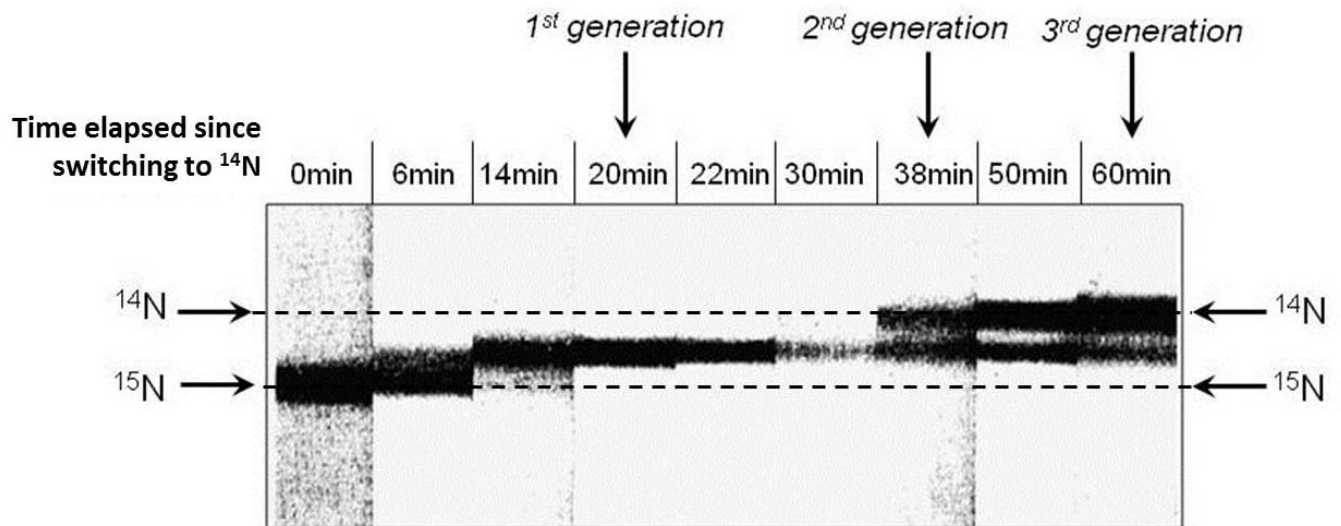 1st generation
2nd generation
3rd generation
Time elapsed since
switching to 14N
0min
6min
14min
20min
22min
30min
38min
50min
60min
14N
14N
15N
15N